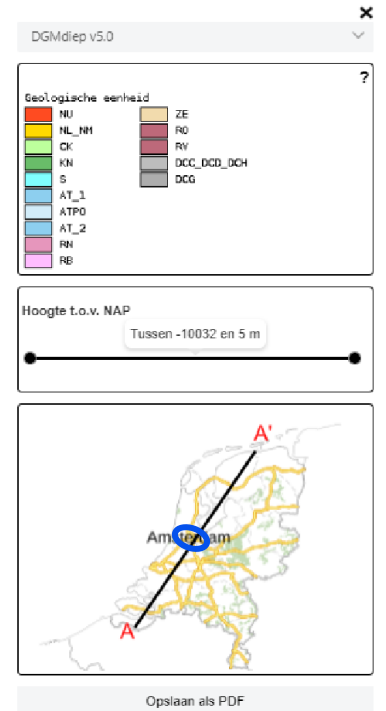 ×
DGMdiep v5.0
?
Geologische eenheid
NU
NL_NM
CK
KN
S
AT_1
ATPO
AT_2
RN
RB
ZE
RO
RV
DCC_DCD_DCH
DCG
Hoogte t.o.v. NAP
Tussen -10032 en 5 m
A'
Amsterdam
A
Opslaan als PDF